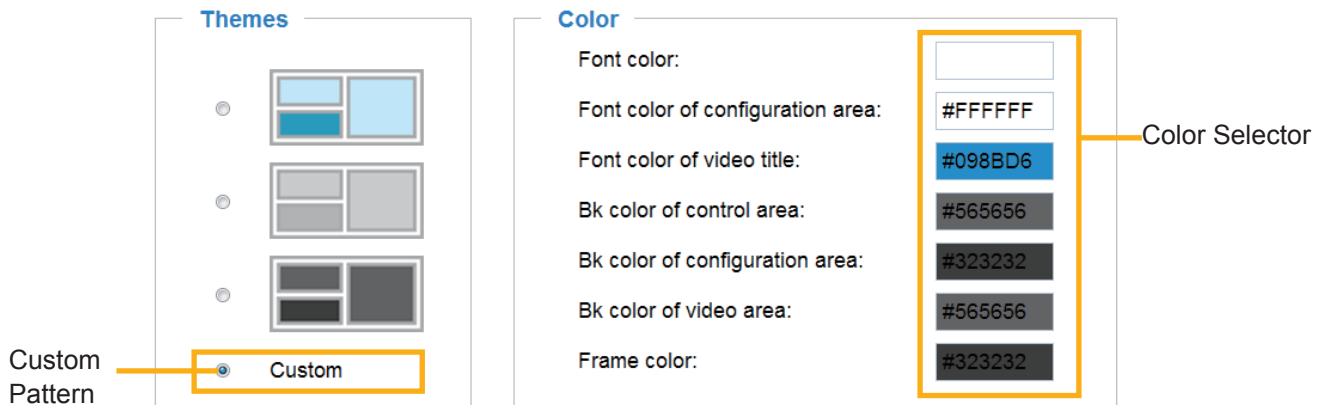 Themes
Custom
Custom
Pattern
Color
Font color:
Font color of configuration area: #FFFFFF
Font color of video title: #098BD6
Bk color of control area: #565656
Bk color of configuration area: #323232
Bk color of video area: #565656
Frame color: #323232
Color Selector